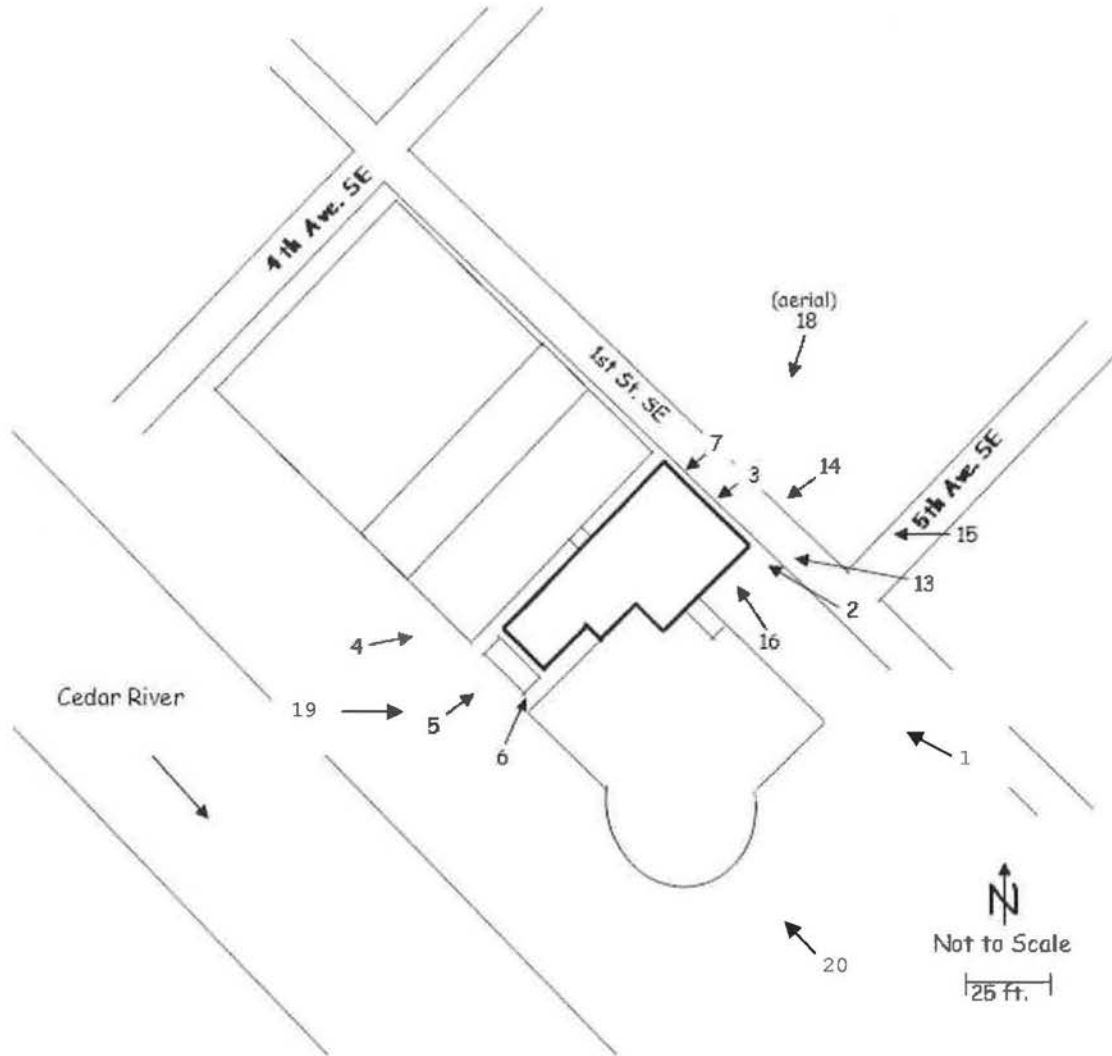 4th Ave. SE
(aerial)
18
1st St. SE
7
3
14
5th Ave. SE
15
13
2
16
4
Cedar River
19
5
6
1
N
Not to Scale
20
25 ft.